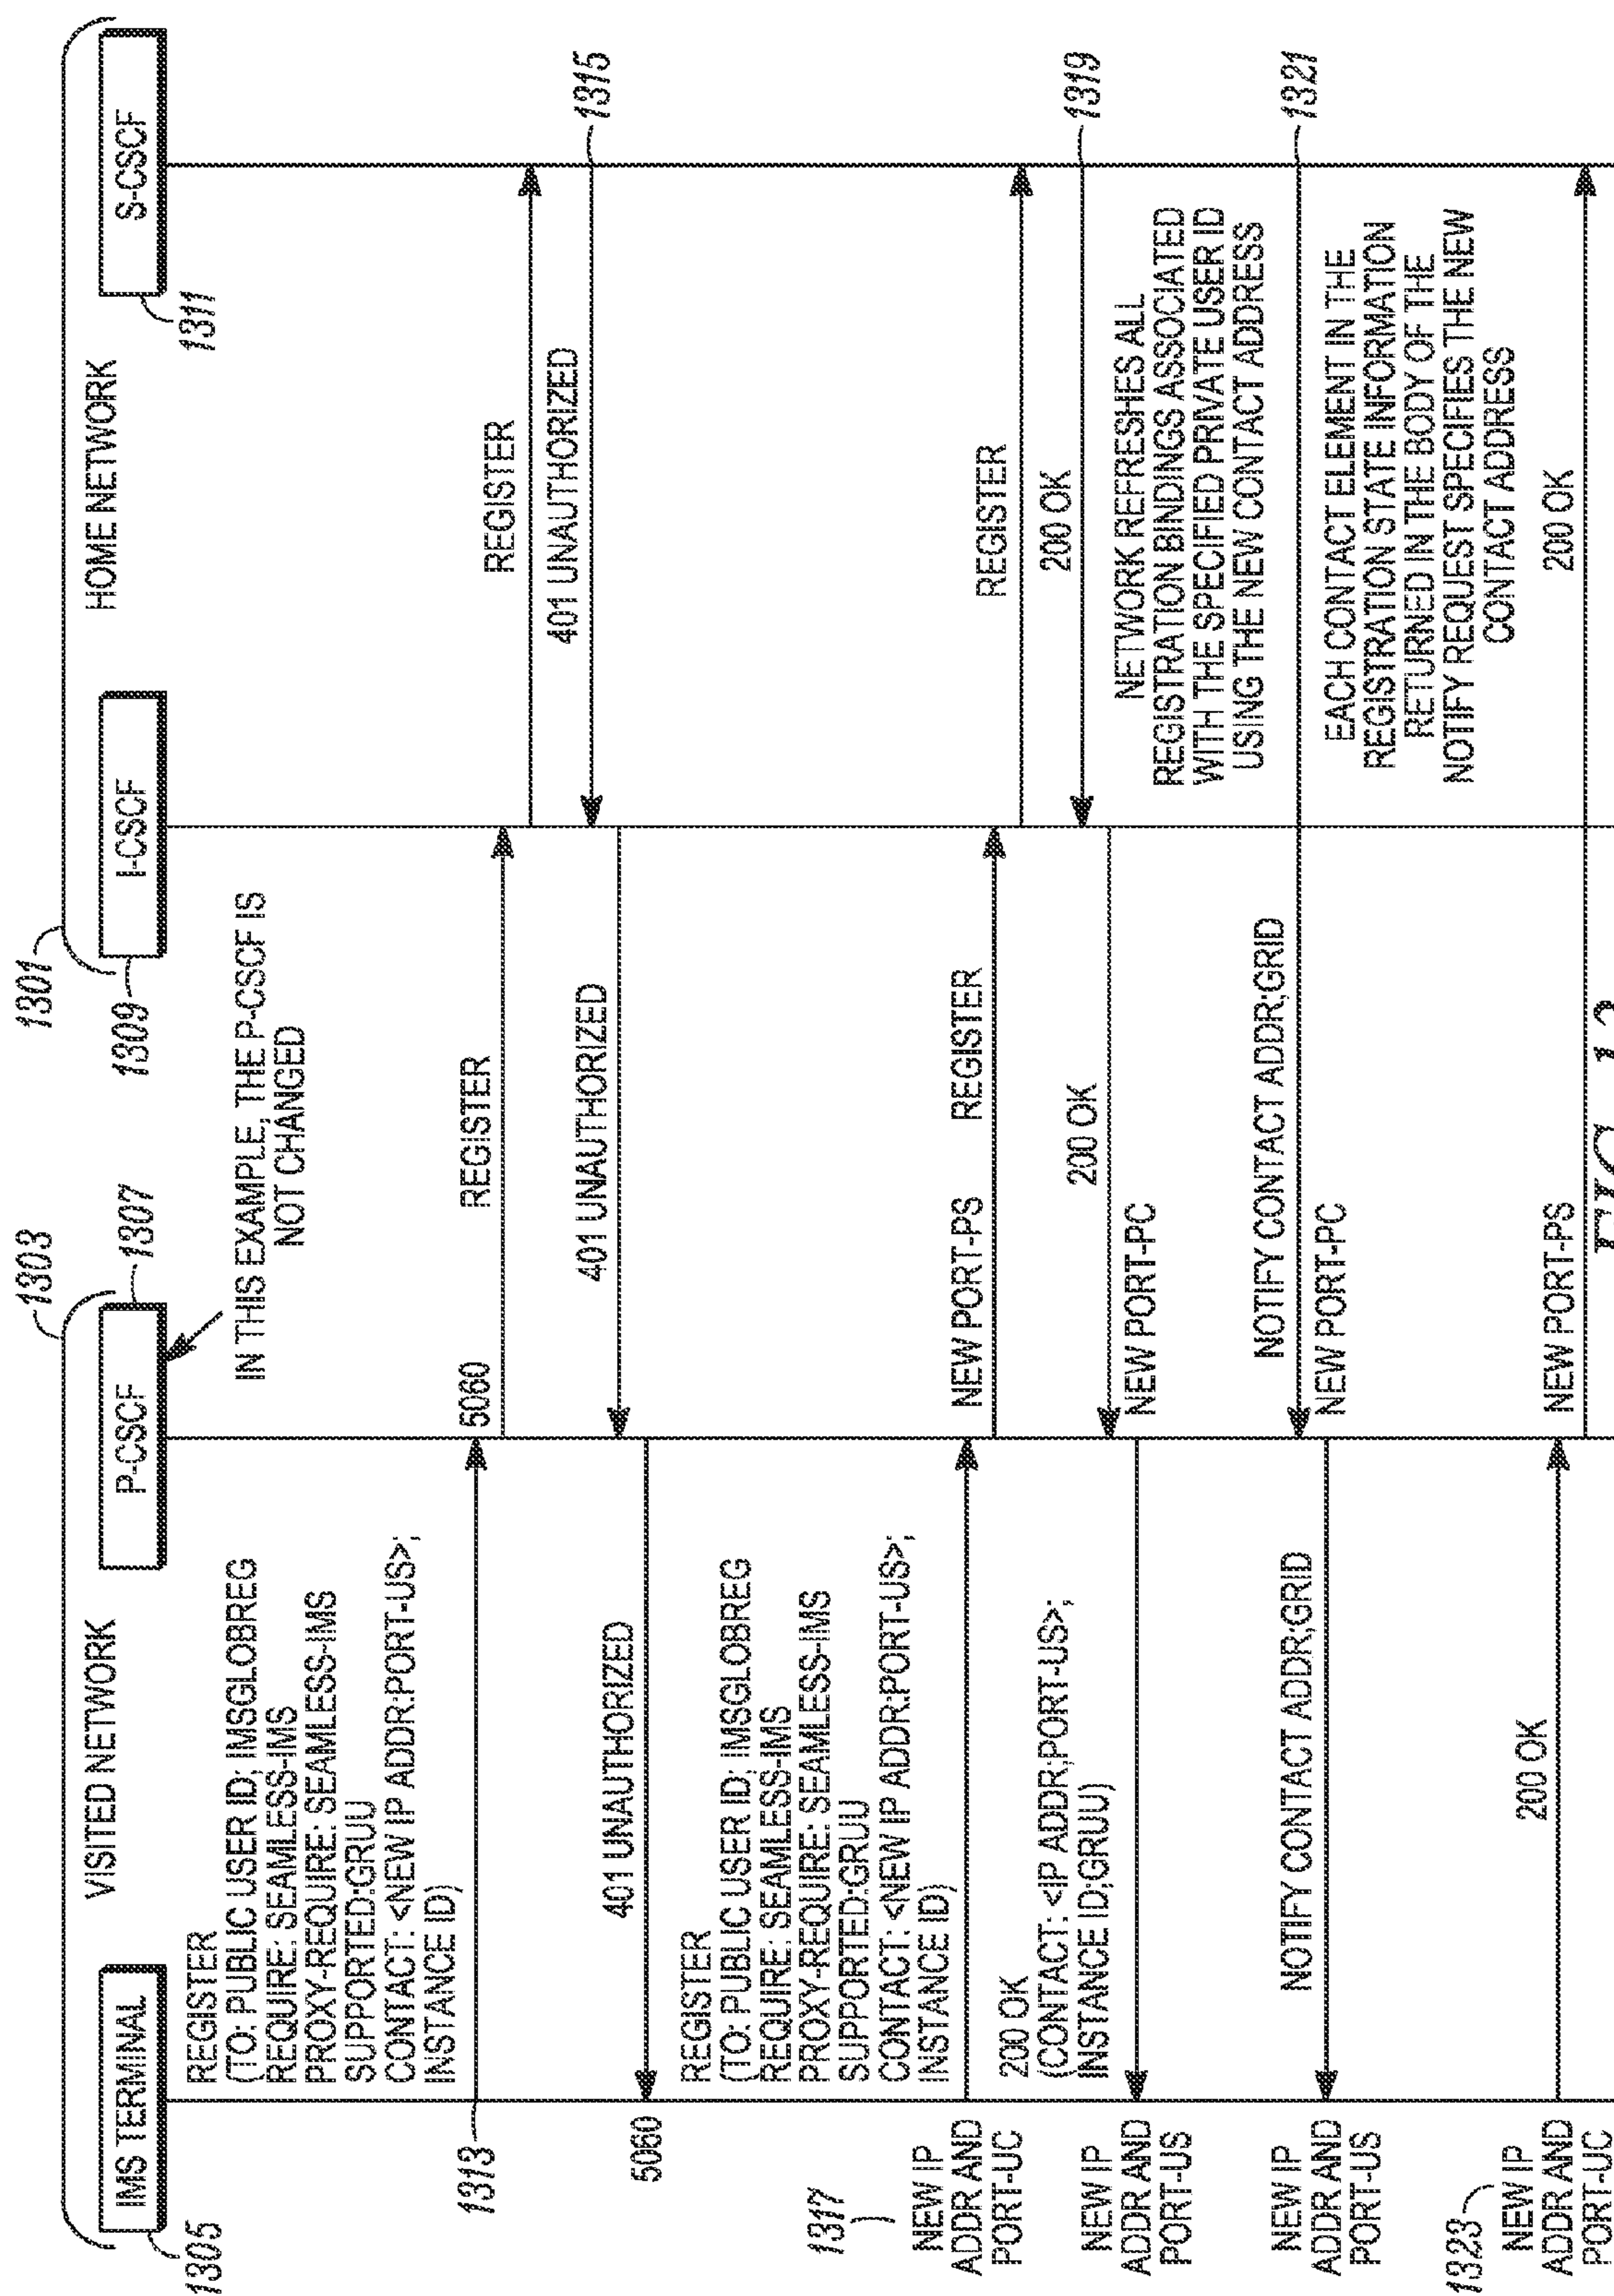 1303
1301
VISITED NETWORK
HOME NETWORK
IMS TERMINAL
P-CSCF
I-CSCF
S-CSCF
1305
1307
1309
1311
IN THIS EXAMPLE, THE P-CSCF IS
NOT CHANGED
REGISTER
(TO: PUBLIC USER ID; IMSGLOBREG
REQUIRE: SEAMLESS-IMS
PROXY-REQUIRE: SEAMLESS-IMS
SUPPORTED:GRUU
CONTACT: <NEW IP ADDR:PORT-US>;
INSTANCE ID)
1313
5060
REGISTER
REGISTER
401 UNAUTHORIZED
1315
401 UNAUTHORIZED
401 UNAUTHORIZED
5060
REGISTER
(TO: PUBLIC USER ID; IMSGLOBREG
REQUIRE: SEAMLESS-IMS
PROXY-REQUIRE: SEAMLESS-IMS
SUPPORTED:GRUU
CONTACT: <NEW IP ADDR:PORT-US>;
INSTANCE ID)
1317
NEW IP
ADDR AND
PORT-UC
NEW PORT-PS
REGISTER
REGISTER
200 OK
1319
200 OK
NEW PORT-PC
200 OK
(CONTACT: <IP ADDR;PORT-US>;
INSTANCE ID;GRUU)
NEW IP
ADDR AND
PORT-US
NETWORK REFRESHES ALL
REGISTRATION BINDINGS ASSOCIATED
WITH THE SPECIFIED PRIVATE USER ID
USING THE NEW CONTACT ADDRESS
1321
NOTIFY CONTACT ADDR;GRID
NEW PORT-PC
NOTIFY CONTACT ADDR;GRID
NEW IP
ADDR AND
PORT-US
EACH CONTACT ELEMENT IN THE
REGISTRATION STATE INFORMATION
RETURNED IN THE BODY OF THE
NOTIFY REQUEST SPECIFIES THE NEW
CONTACT ADDRESS
1323
NEW IP
ADDR AND
PORT-UC
200 OK
NEW PORT-PS
200 OK